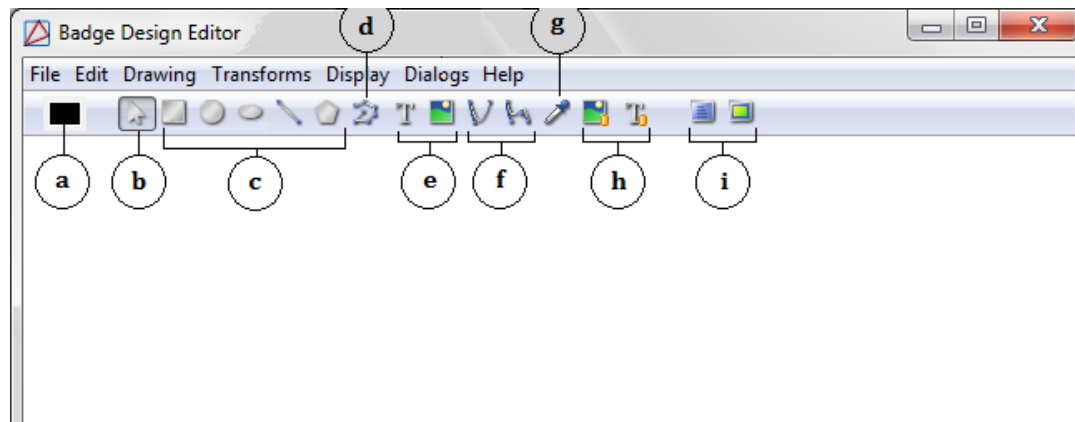 Badge Design Editor
d
g
File Edit Drawing Transforms Display Dialogs Help
T
T
a
b
c
e
f
h
i